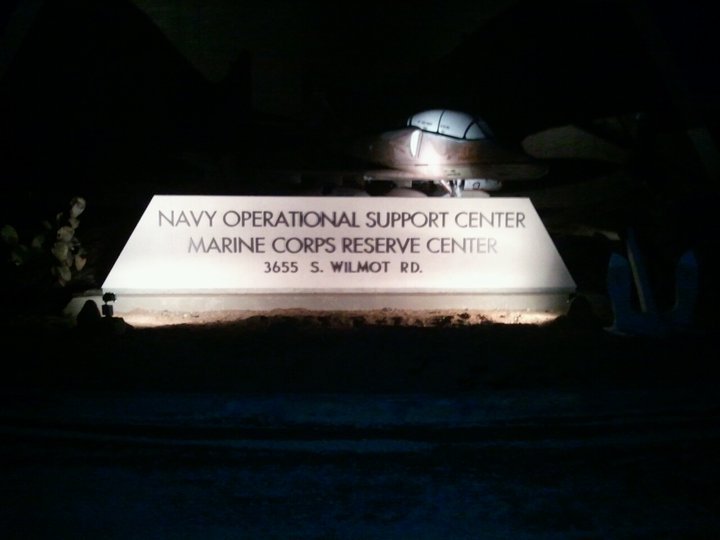 NAVY OPERATIONAL SUPPORT CENTER
MARINE CORPS RESERVE CENTER
3655 S. WILMOT RD.